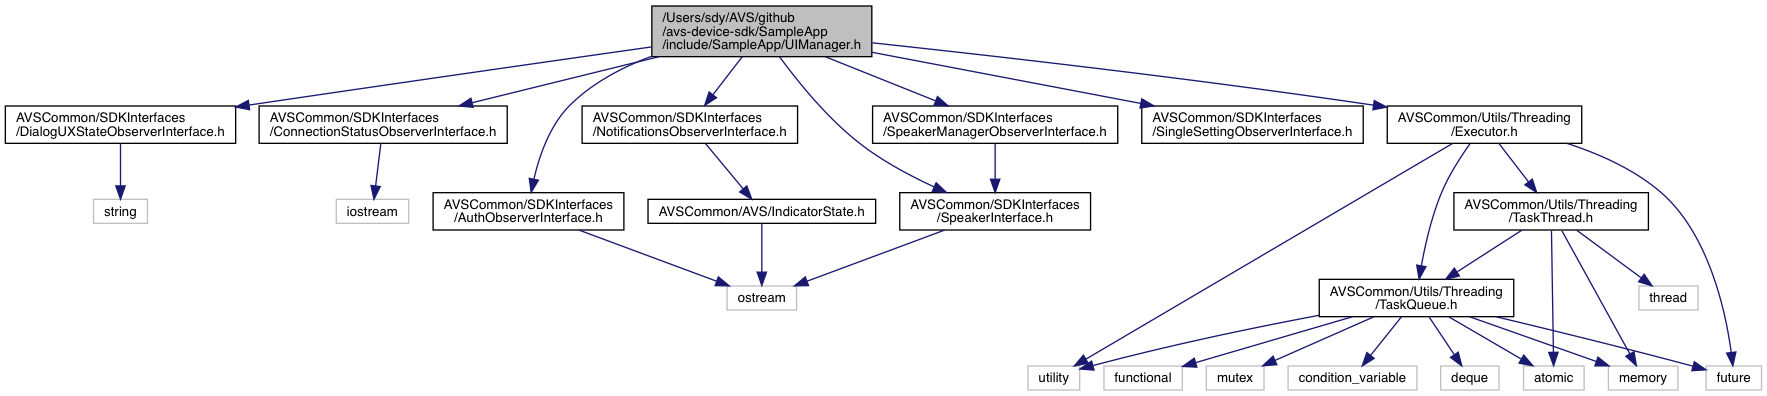 /Users/sdy/AVS/github
/avs-device-sdk/SampleApp
/include/SampleApp/UIManager.h
AVSCommon/SDKInterfaces
/DialogUXStateObserverInterface.h
AVSCommon/SDKInterfaces
/ConnectionStatusObserverInterface.h
AVSCommon/SDKInterfaces
/NotificationsObserverInterface.h
AVSCommon/SDKInterfaces
/SpeakerManagerObserverInterface.h
AVSCommon/SDKInterfaces
/SingleSettingObserverInterface.h
AVSCommon/Utils/Threading
/Executor.h
string
iostream
AVSCommon/SDKInterfaces
/AuthObserverInterface.h
AVSCommon/AVS/IndicatorState.h
AVSCommon/SDKInterfaces
/SpeakerInterface.h
AVSCommon/Utils/Threading
/TaskThread.h
ostream
AVSCommon/Utils/Threading
/TaskQueue.h
thread
utility
functional
mutex
condition_variable
deque
atomic
memory
future